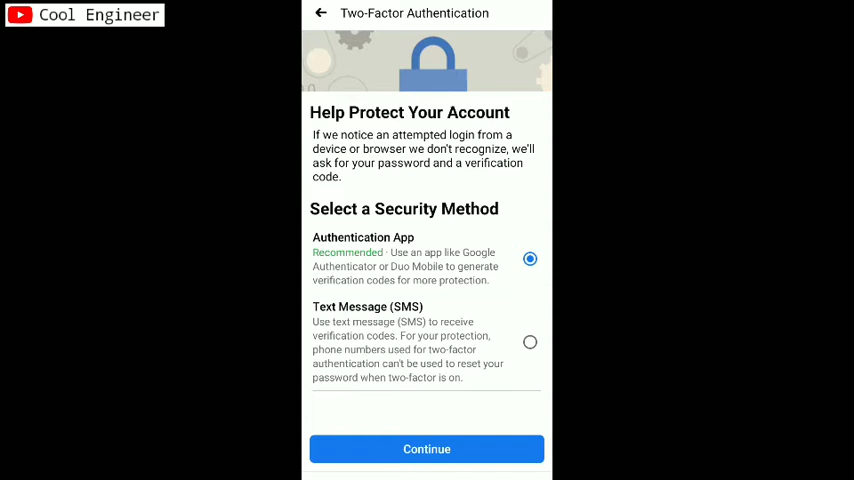 Cool Engineer
Two-Factor Authentication
Help Protect Your Account
If we notice an attempted login from a
device or browser we don't recognize, we'll
ask for your password and a verification
code.
Select a Security Method
Authentication App
Recommended · Use an app like Google
Authenticator or Duo Mobile to generate
verification codes for more protection.
Text Message (SMS)
Use text message (SMS) to receive
verification codes. For your protection,
phone numbers used for two-factor
authentication can't be used to reset your
password when two-factor is on.
Continue